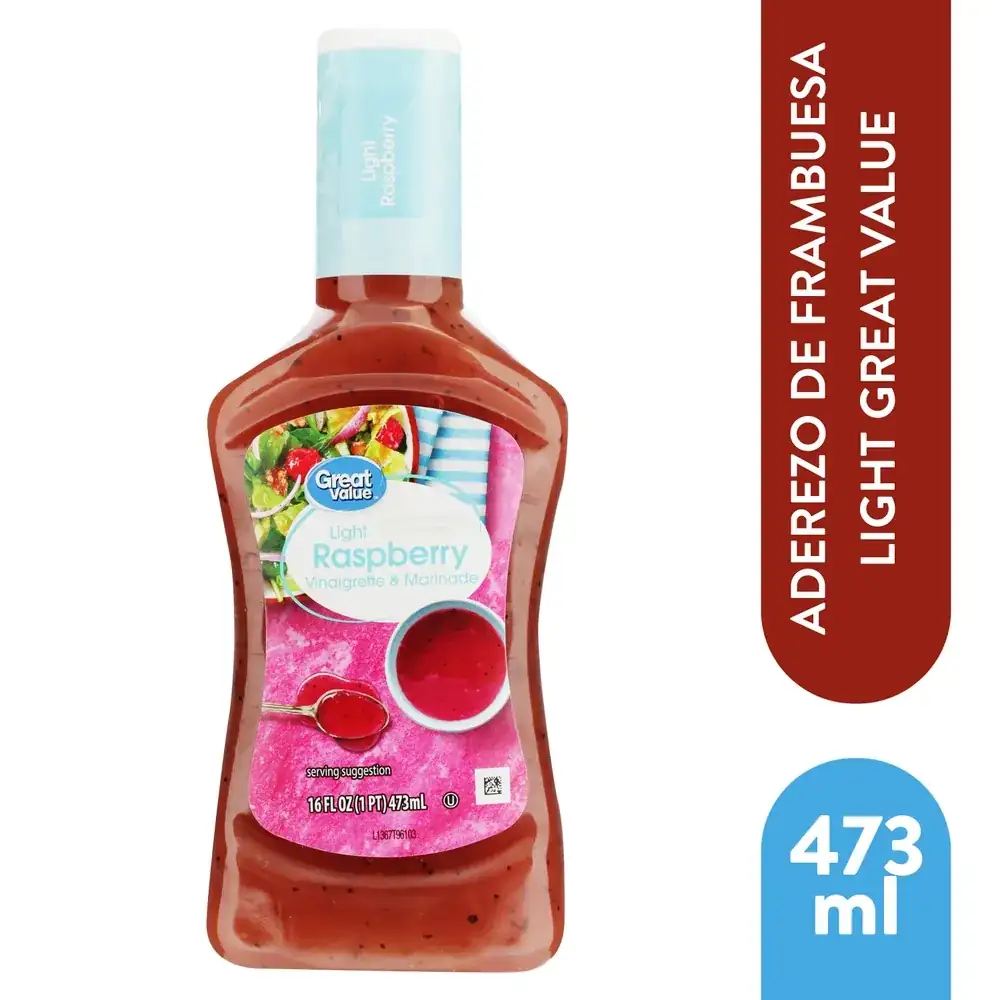 Light
Raspberry
Great
Value
Light
Raspberry
Vinaigrette & Marinade
serving suggestion
16 FL OZ (1 PT) 473mL
U
L1367T96103
ADEREZO DE FRAMBUESA
LIGHT GREAT VALUE
473
ml